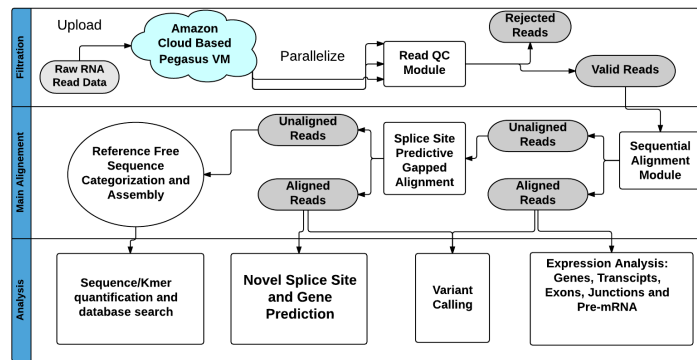 Filtration
Upload
Raw RNA
Read Data
Amazon
Cloud Based
Pegasus VM
Parallelize
Read QC
Module
Rejected
Reads
Valid Reads
Main Alignement
Reference Free
Sequence
Categorization and
Assembly
Unaligned
Reads
Aligned
Reads
Splice Site
Predictive
Gapped
Alignment
Unaligned
Reads
Aligned
Reads
Sequential
Alignment
Module
Analysis
Sequence/Kmer
quantification and
database search
Novel Splice Site
and Gene
Prediction
Variant
Calling
Expression Analysis:
Genes, Transcipts,
Exons, Junctions and
Pre-mRNA